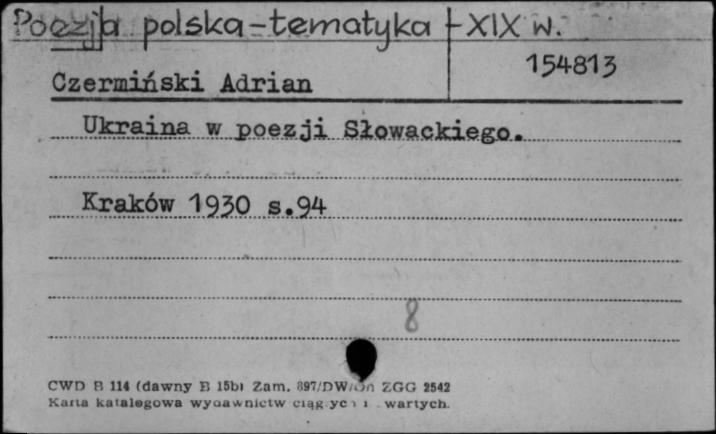 Poezja polska-tematyka - XIX w.
154813
Czermiński Adrian
Ukraina w poezji Słowackiego.
Kraków 1930 s.94
8
CWD B 114 (dawny B 15b) Zam. 897/DW/ ZGG 2542
Karta katalogowa wydawnictw wartych.